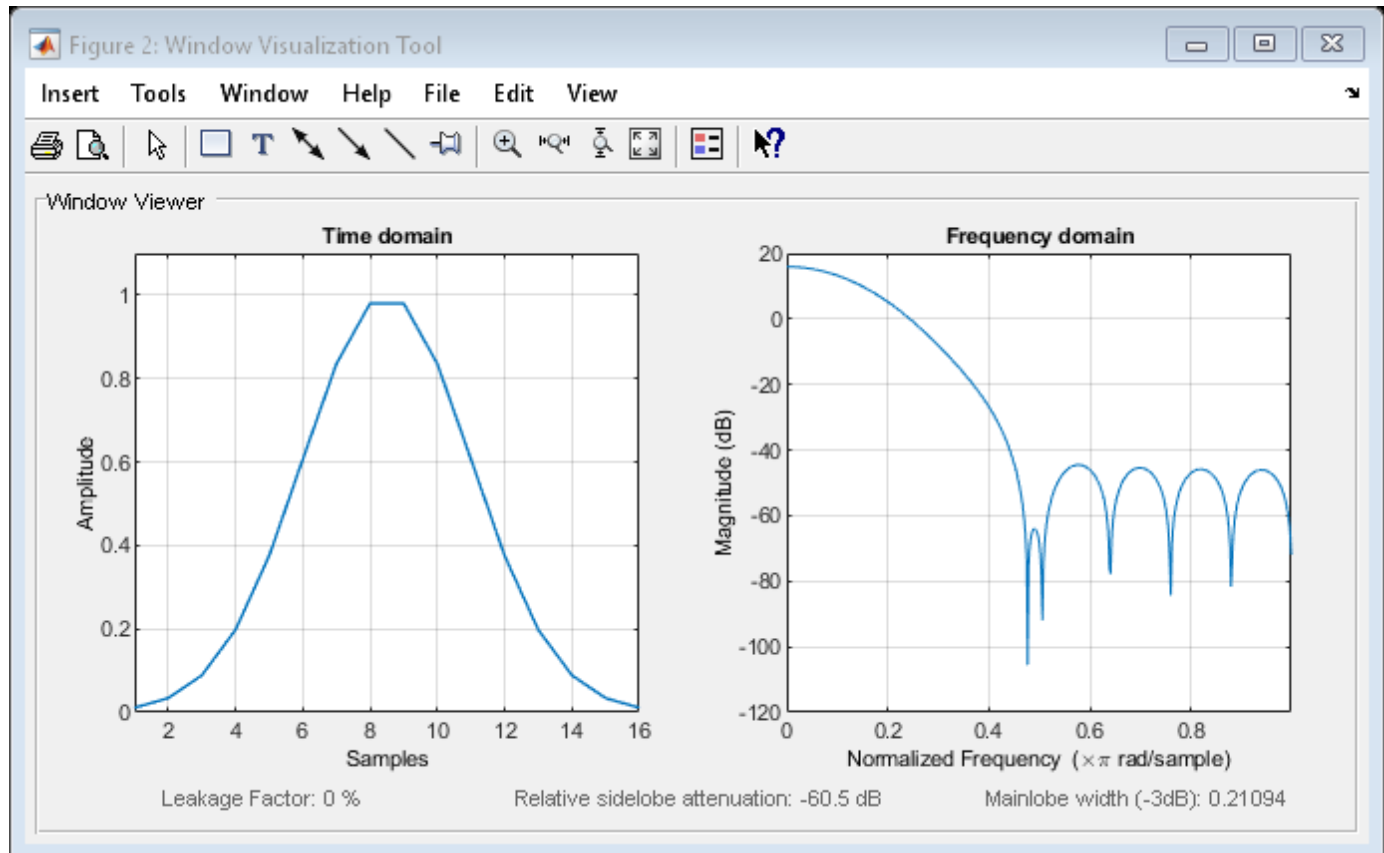 Figure 2: Window Visualization Tool
Insert Tools Window Help File Edit View
T
Window Viewer
Time domain
1
0.8
0.6
0.4
0.2
0
Amplitude
2 4 6 8 10 12 14 16
Samples
Frequency domain
20
0
-20
-40
-60
-80
-100
-120
Magnitude (dB)
0 0.2 0.4 0.6 0.8
Normalized Frequency (×π rad/sample)
Leakage Factor: 0 % Relative sidelobe attenuation: -60.5 dB Mainlobe width (-3dB): 0.21094